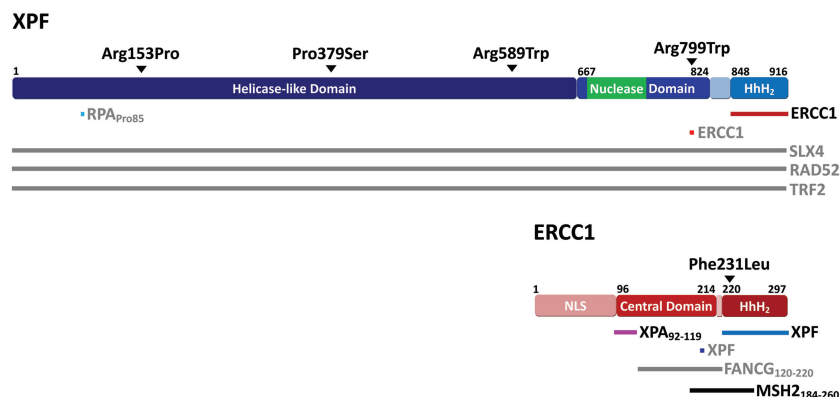 XPF
Arg153Pro Pro379Ser Arg589Trp Arg799Trp
1 667 824 848 916
Helicase-like Domain Nuclease Domain HhH2
RPAPro85 ERCC1
ERCC1
SLX4
RAD52
TRF2
ERCC1
Phe231Leu
1 96 214 220 297
NLS Central Domain HhH2
XPA92-119 XPF
XPF
FANCG120-220
MSH2184-260